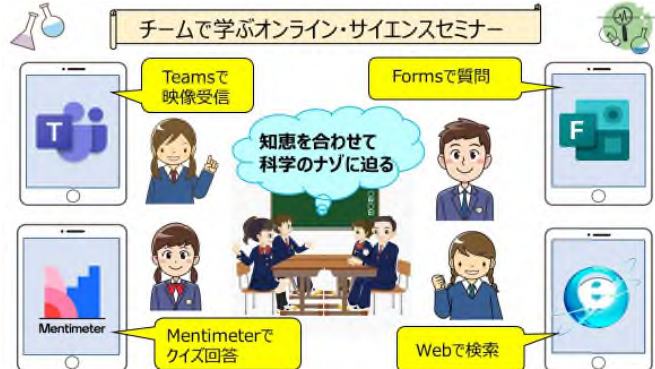 チームで学ぶオンライン・サイエンスセミナー
Teamsで
映像受信
Formsで質問
T
F
知恵を合わせて
科学のナゾに迫る
Mentimeter
Mentimeterで
クイズ回答
Webで検索
e